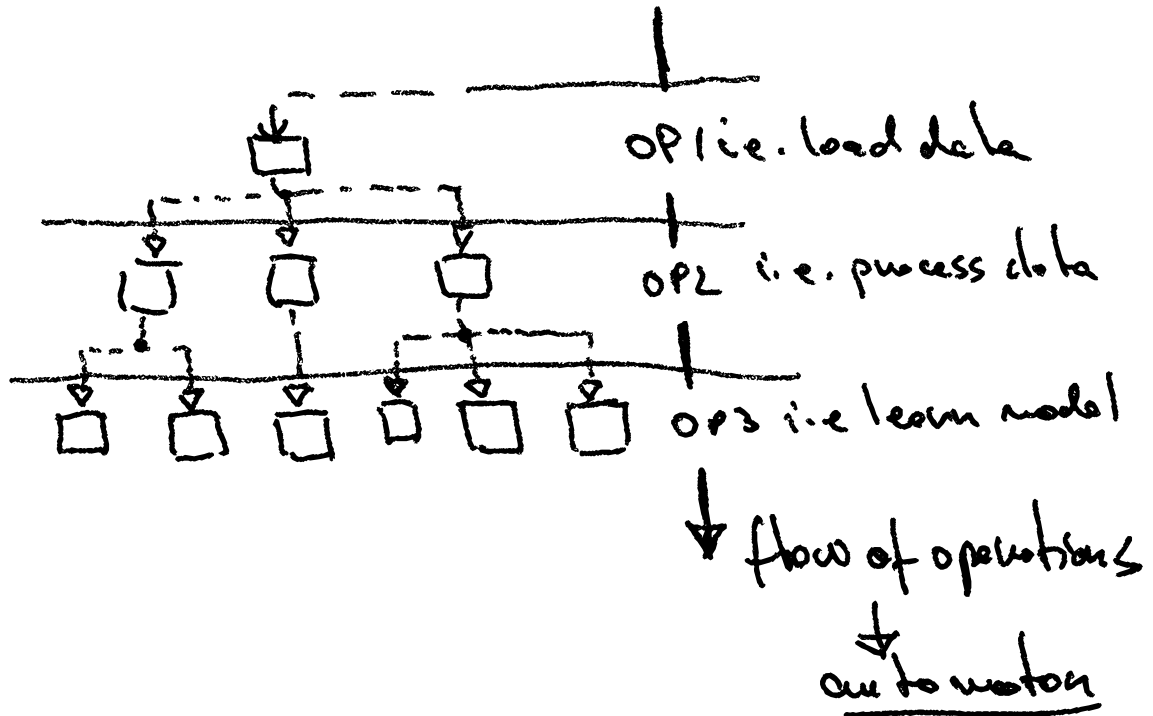 OP1 i.e. load data
OP2 i.e. process data
OP3 i.e learn model
flow of operations
automaton